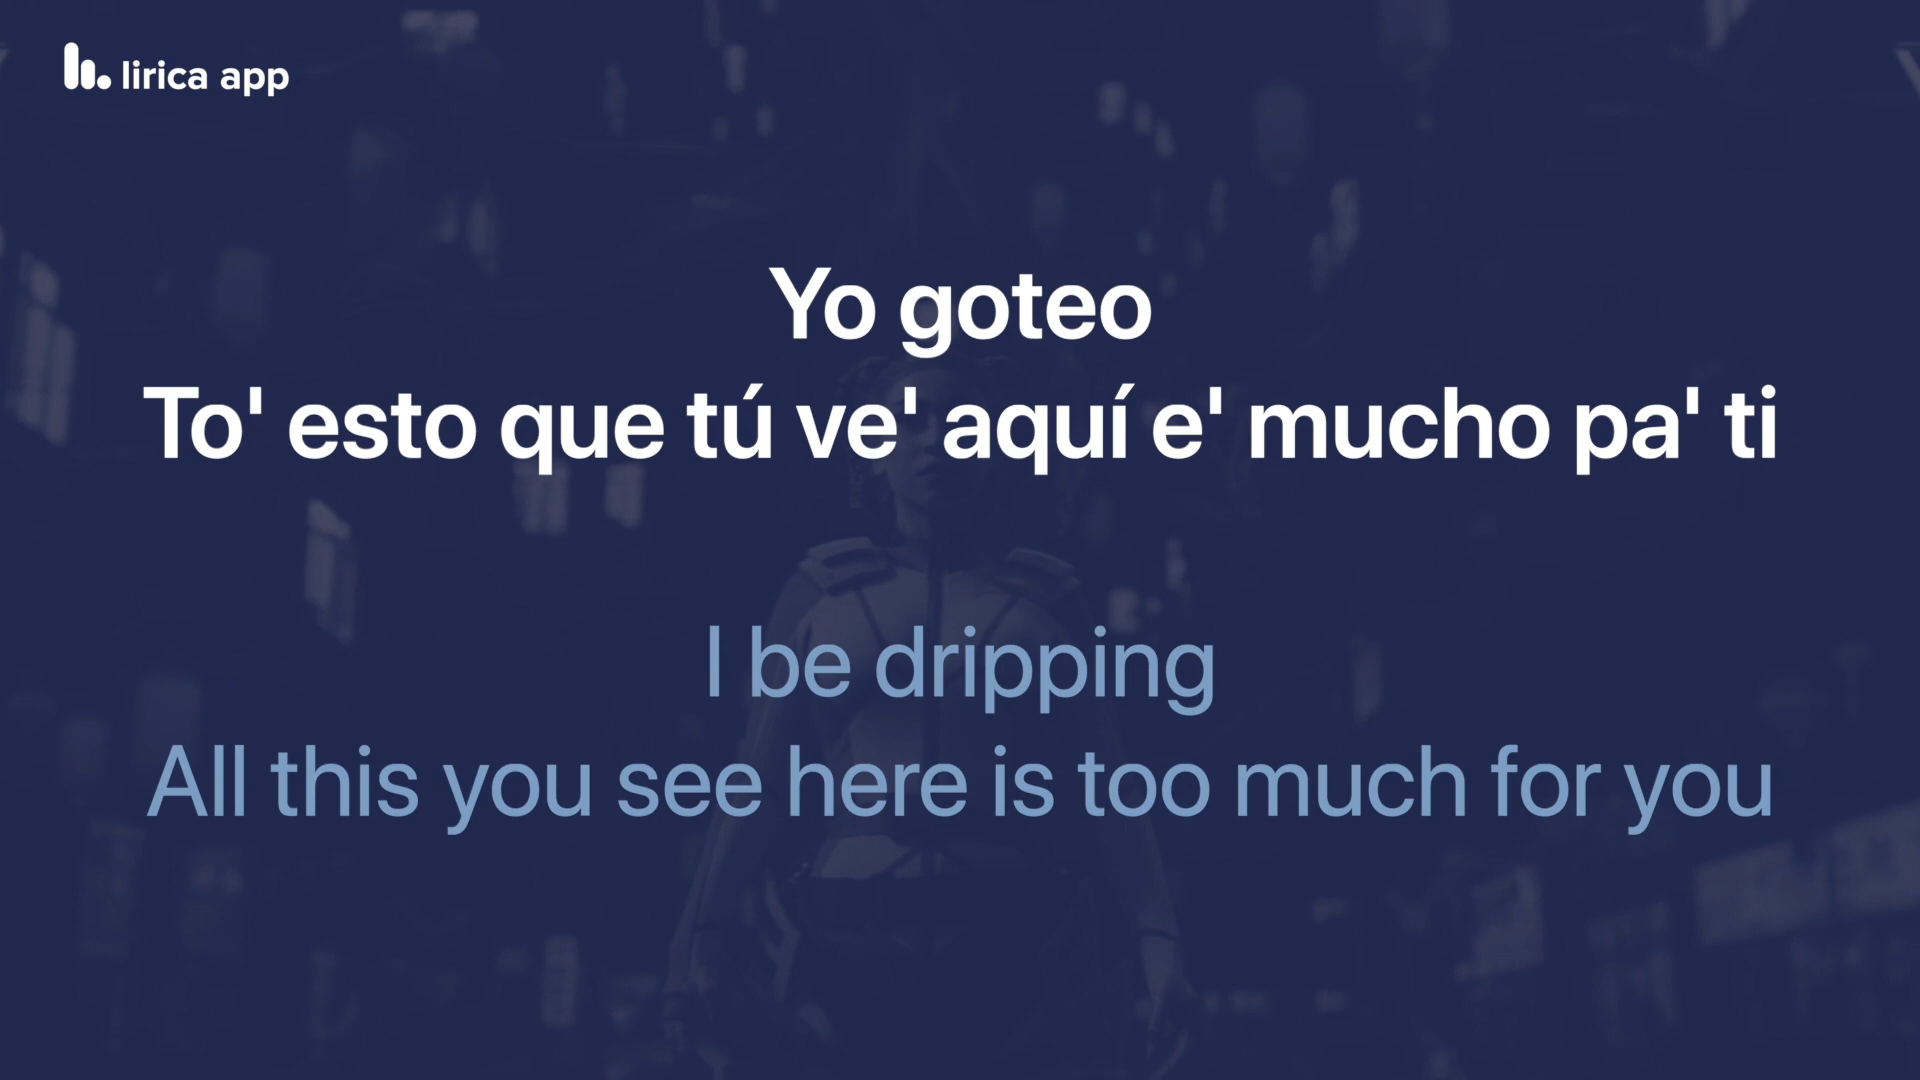 lirica app
Yo goteo
To' esto que tú ve' aquí e' mucho pa' ti
I be dripping
All this you see here is too much for you